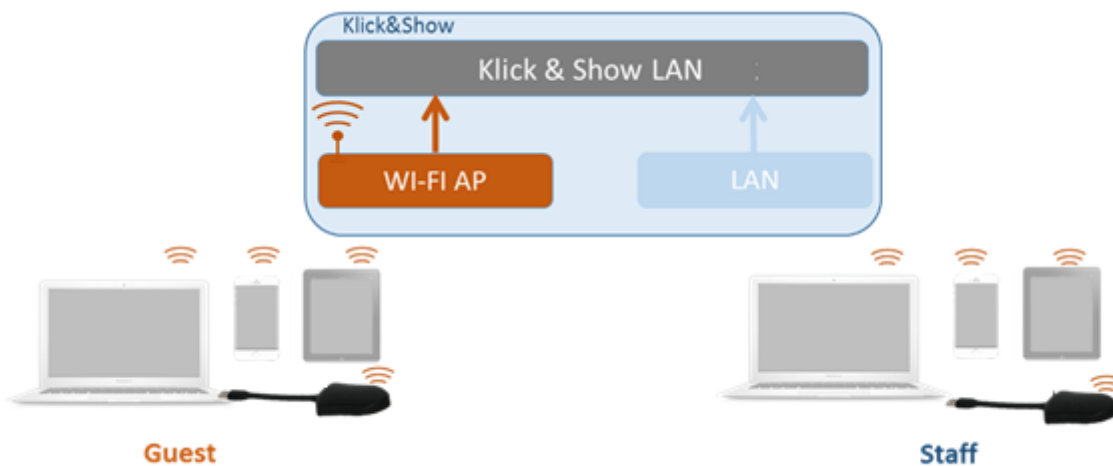 Klick&Show
Klick & Show LAN
WI-FI AP
LAN
Guest
Staff